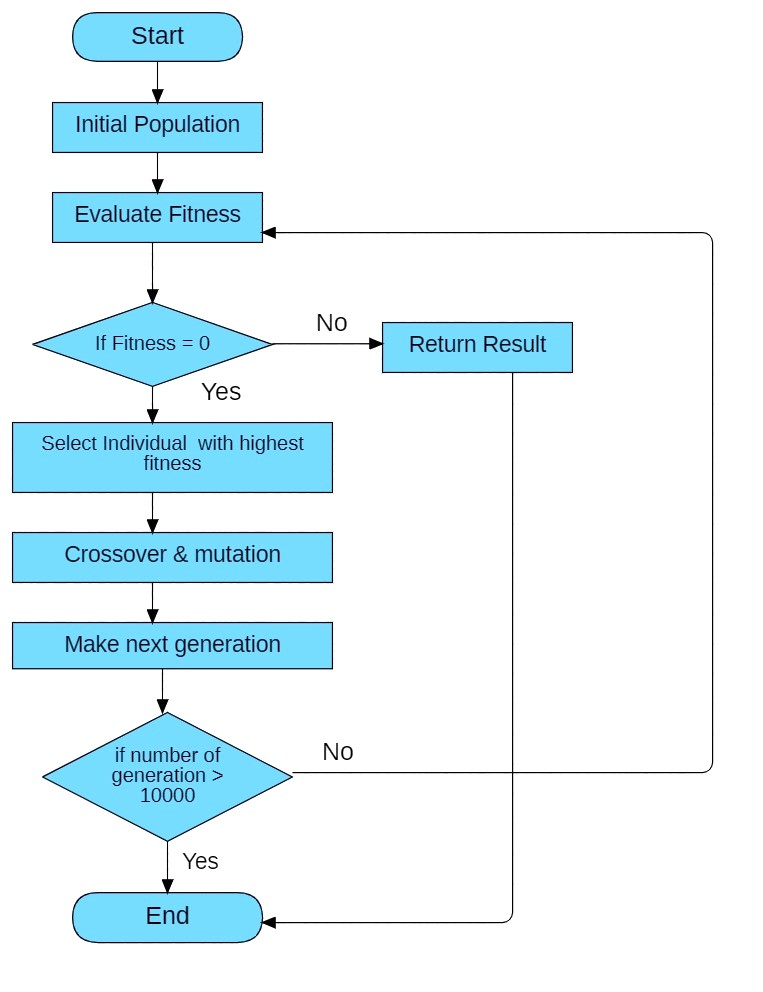 Start
Initial Population
Evaluate Fitness
If Fitness = 0
No
Return Result
Yes
Select Individual  with highest
fitness
Crossover & mutation
Make next generation
if number of
generation >
10000
No
Yes
End